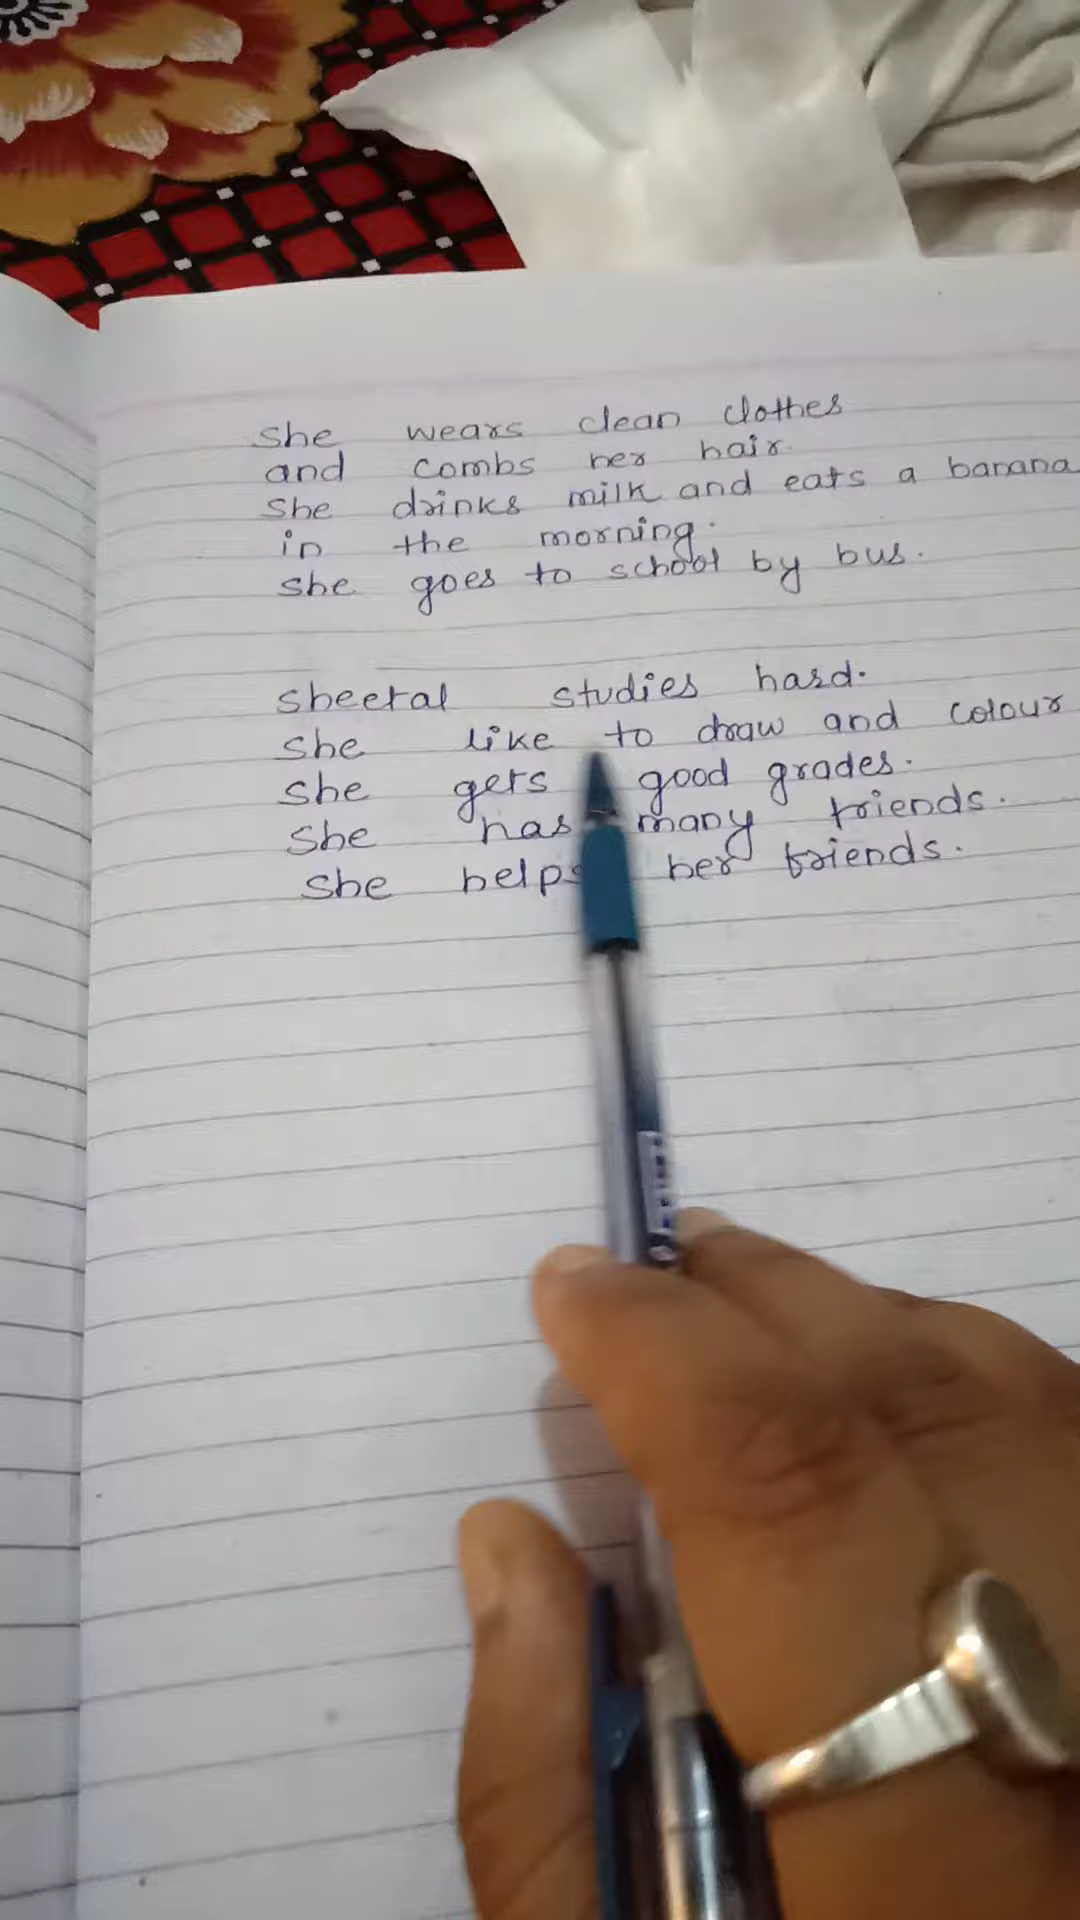 She wears clean clothes
and combs her hair.
She drinks milk and eats a banana
in the morning.
She goes to school by bus.
Sheetal studies hard.
She like to draw and colour
She gets good grades.
She has many friends.
She helps her friends.